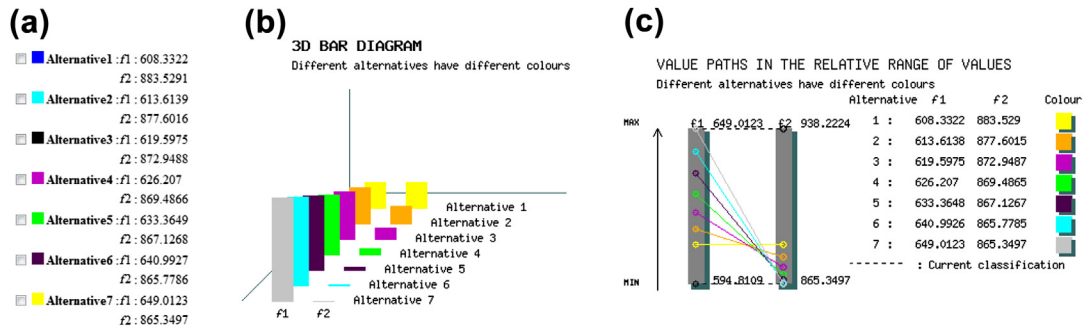 (a)
Alternative1 : f1 : 608.3322
f2 : 883.5291
Alternative2 : f1 : 613.6139
f2 : 877.6016
Alternative3 : f1 : 619.5975
f2 : 872.9488
Alternative4 : f1 : 626.207
f2 : 869.4866
Alternative5 : f1 : 633.3649
f2 : 867.1268
Alternative6 : f1 : 640.9927
f2 : 865.7786
Alternative7 : f1 : 649.0123
f2 : 865.3497
(b)
3D BAR DIAGRAM
Different alternatives have different colours
Alternative 1
Alternative 2
Alternative 3
Alternative 4
Alternative 5
Alternative 6
Alternative 7
f1 f2
(c)
VALUE PATHS IN THE RELATIVE RANGE OF VALUES
Different alternatives have different colours
MAX f1 649.0123 f2 938.2224
MIN 594.8109 865.3497
Alternative f1 f2 Colour
1 : 608.3322 883.529
2 : 613.6138 877.6015
3 : 619.5975 872.9487
4 : 626.207 869.4865
5 : 633.3648 867.1267
6 : 640.9926 865.7785
7 : 649.0123 865.3497
--------- : Current classification